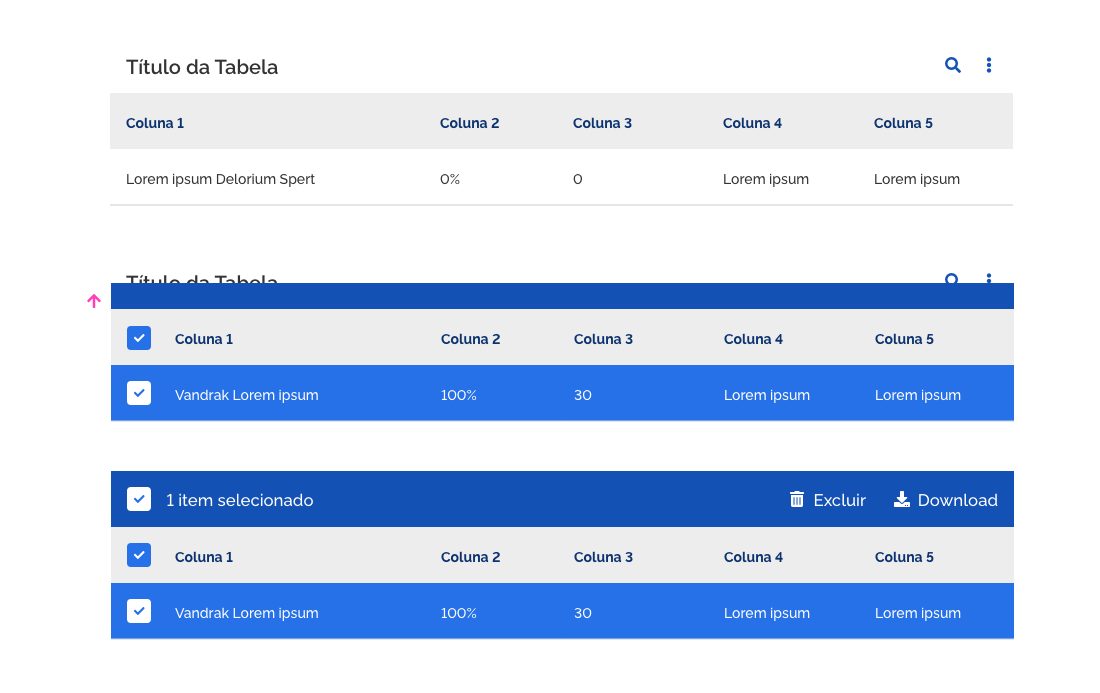 Título da Tabela
Coluna 1 Coluna 2 Coluna 3 Coluna 4 Coluna 5
Lorem ipsum Delorium Spert 0% 0 Lorem ipsum Lorem ipsum
Título da Tabela
Coluna 1 Coluna 2 Coluna 3 Coluna 4 Coluna 5
Vandrak Lorem ipsum 100% 30 Lorem ipsum Lorem ipsum
1 item selecionado Excluir Download
Coluna 1 Coluna 2 Coluna 3 Coluna 4 Coluna 5
Vandrak Lorem ipsum 100% 30 Lorem ipsum Lorem ipsum